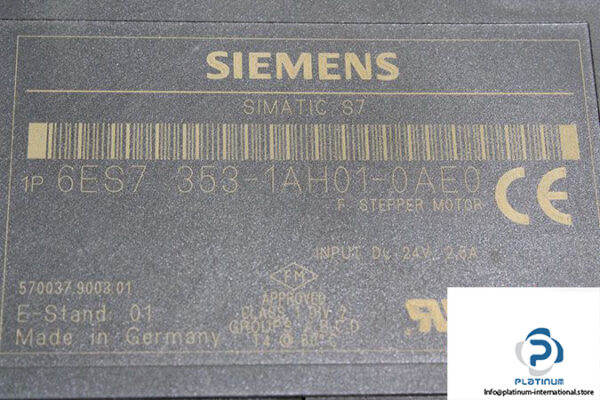 SIEMENS
SIMATIC S7
1P 6ES7 353-1AH01-0AE0
F. STEPPER MOTOR
CE
INPUT DC 24V, 2.5A
570037.9003.01
E-Stand: 01
Made in Germany
FM
APPROVED
CLASS 1 DIV 2
GROUPS A B C D
T4 @ 60°C
PLATINUM
Info@platinum-international.store